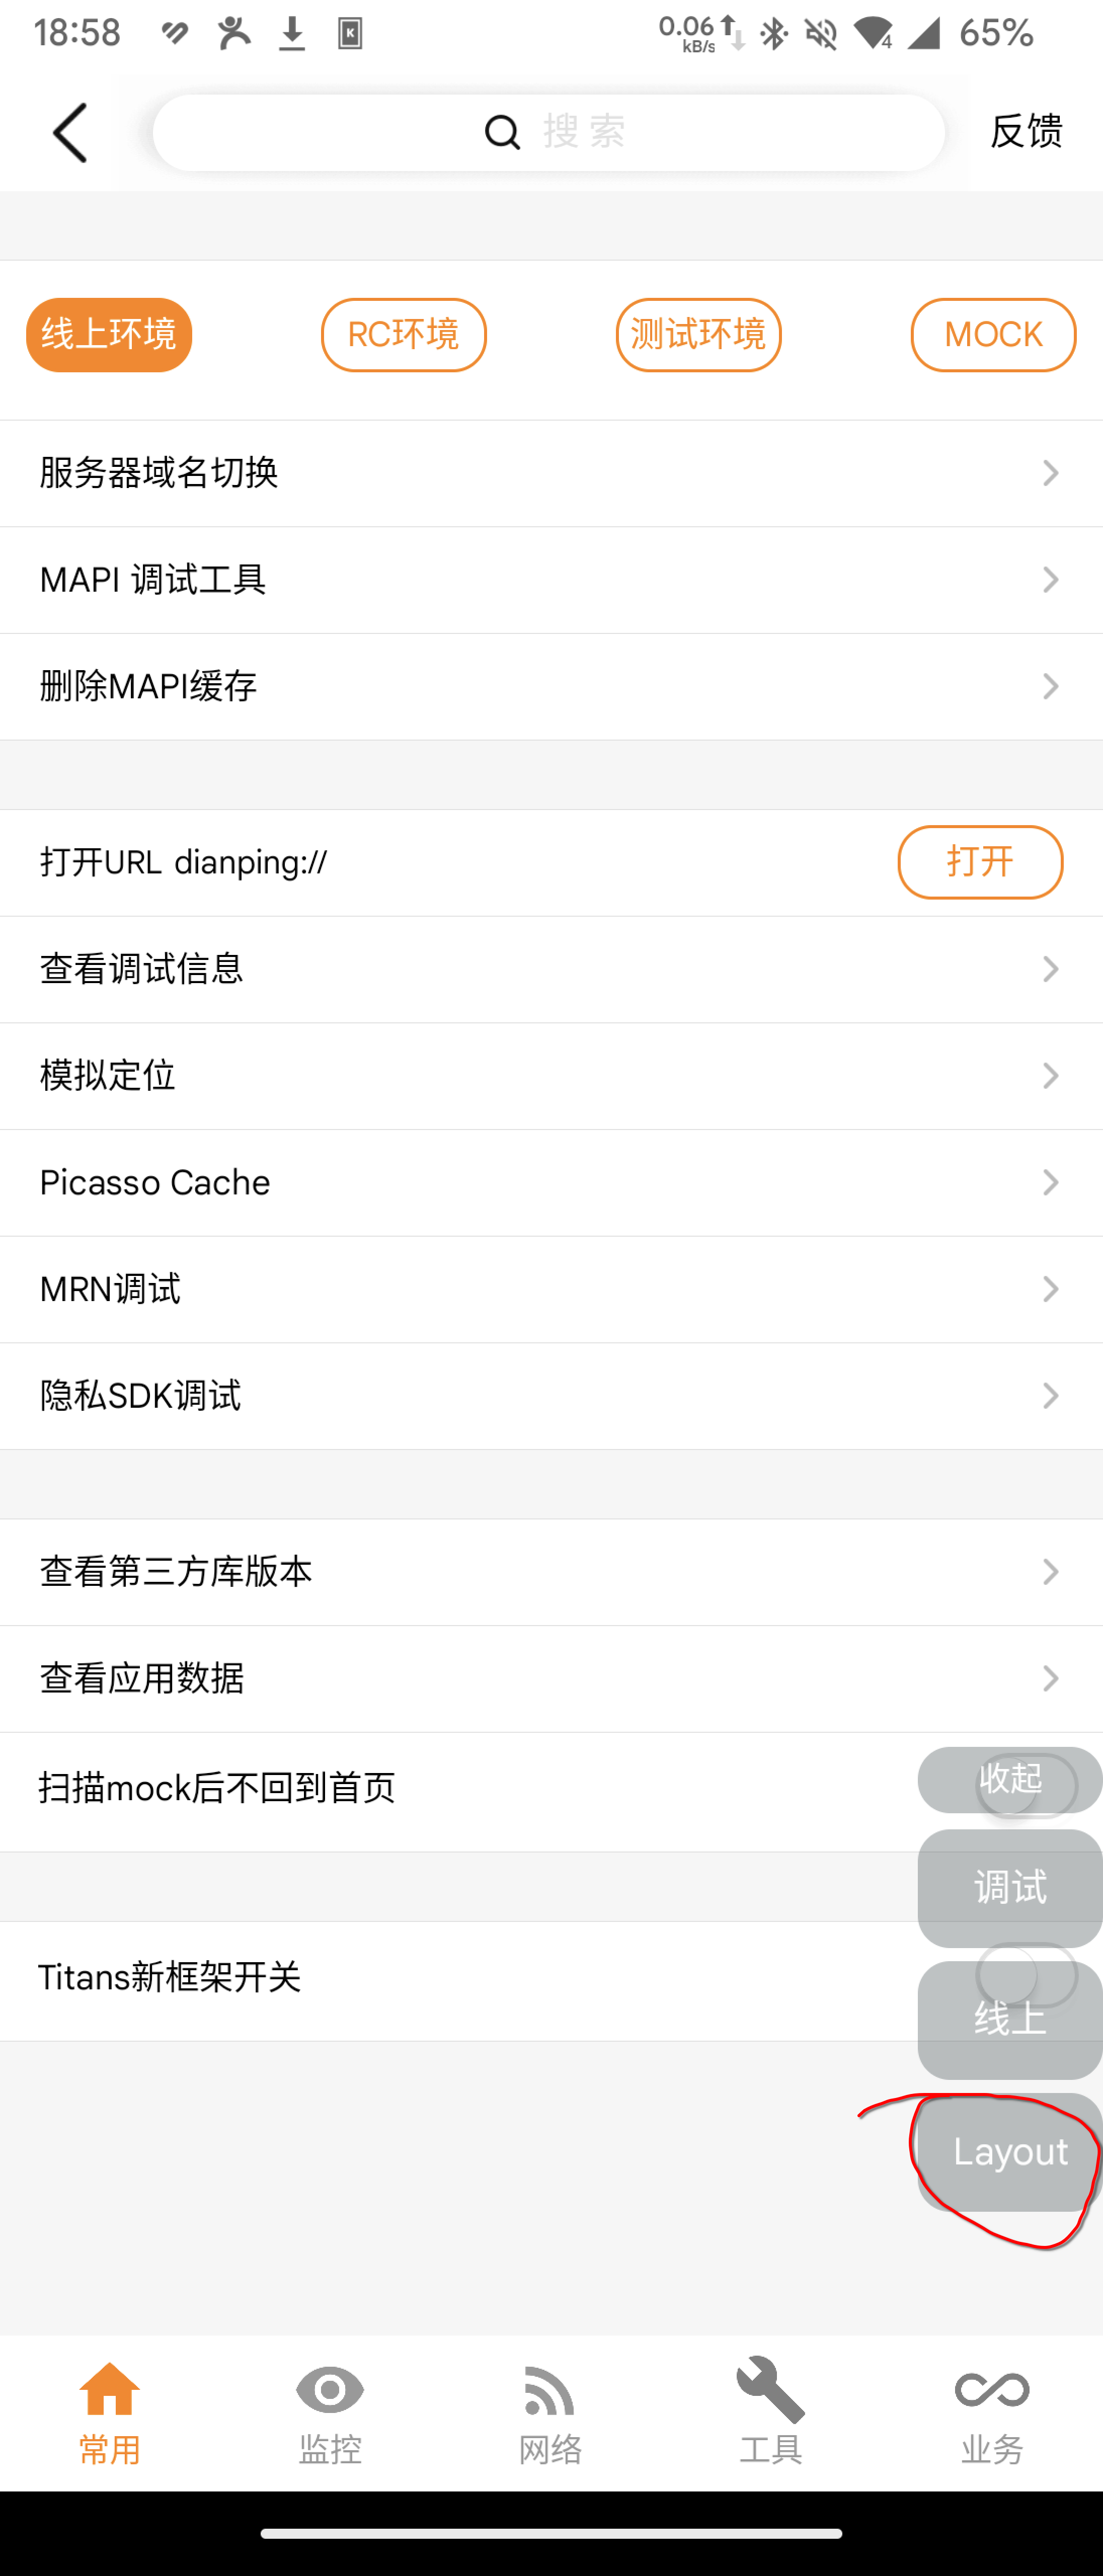 18:58
0.06 kB/s
4
65%
K
搜索
反馈
线上环境
RC环境
测试环境
MOCK
服务器域名切换
MAPI 调试工具
删除MAPI缓存
打开URL dianping://
打开
查看调试信息
模拟定位
Picasso Cache
MRN调试
隐私SDK调试
查看第三方库版本
查看应用数据
扫描mock后不回到首页
收起
调试
Titans新框架开关
线上
Layout
常用
监控
网络
工具
业务